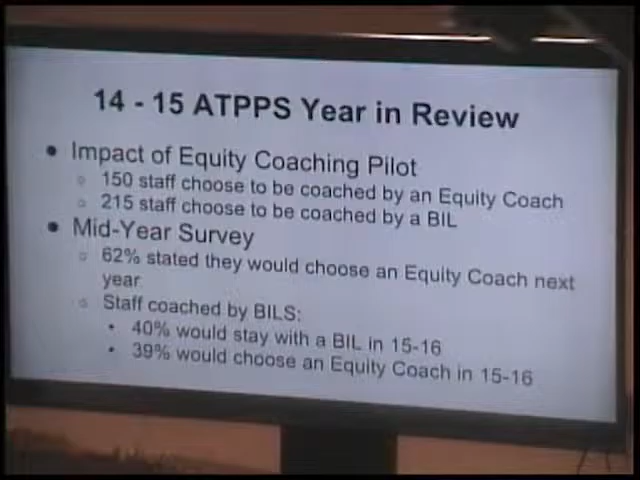 14 - 15 ATPPS Year in Review
• Impact of Equity Coaching Pilot
○ 150 staff choose to be coached by an Equity Coach
○ 215 staff choose to be coached by a BIL
• Mid-Year Survey
○ 62% stated they would choose an Equity Coach next
year
○ Staff coached by BILS:
• 40% would stay with a BIL in 15-16
• 39% would choose an Equity Coach in 15-16